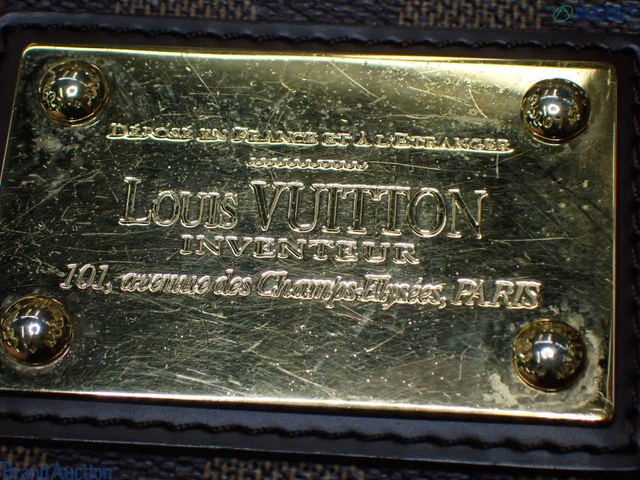 DÉPOSÉ EN FRANCE ET À L'ÉTRANGER
LOUIS VUITTON
INVENTEUR
101, avenue des Champs-Elysées, PARIS
Brand Auction